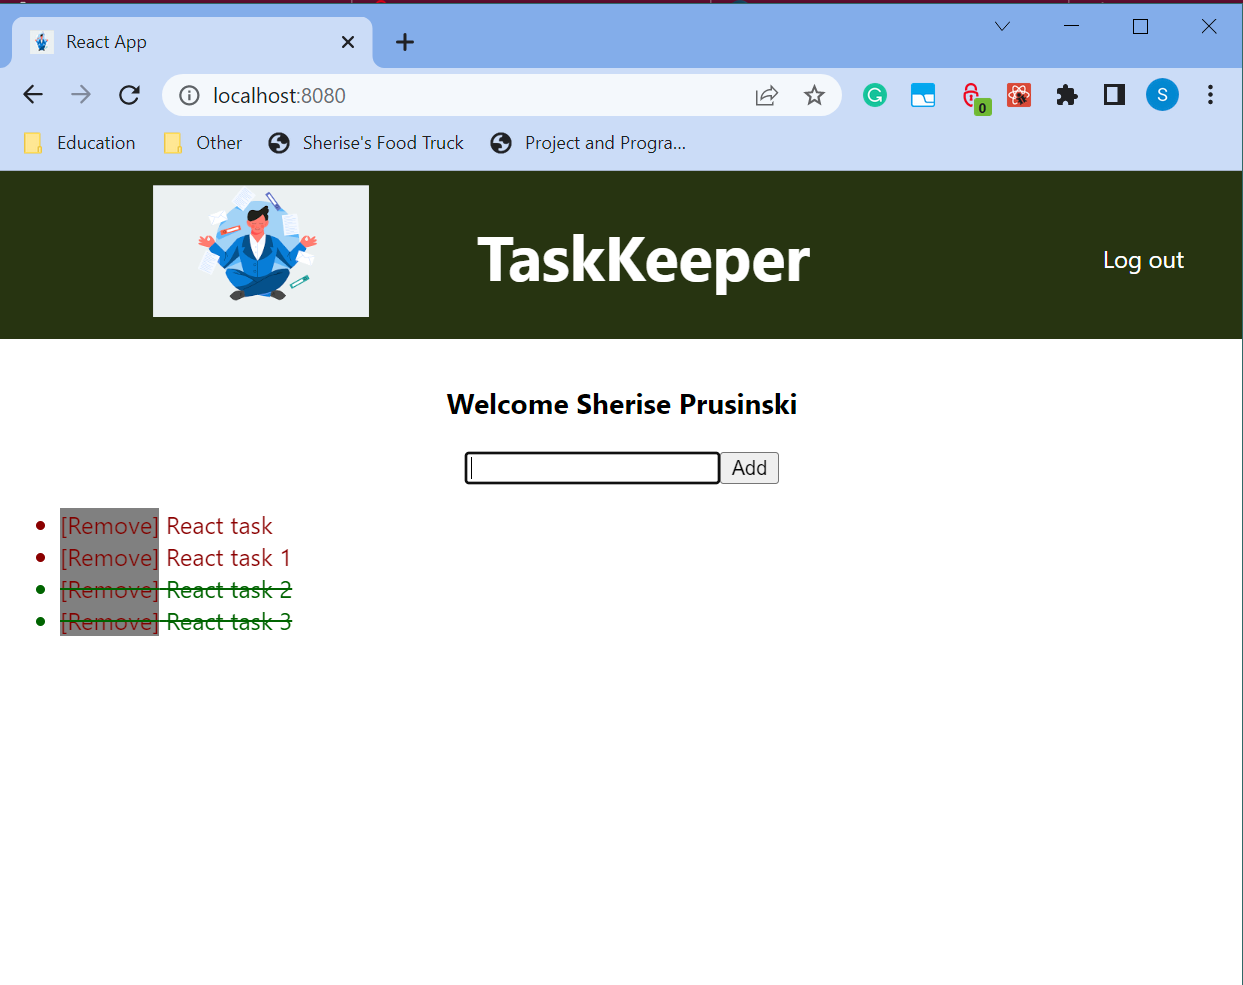 React App
localhost:8080
G
0
S
Education
Other
Sherise's Food Truck
Project and Progra...
TaskKeeper
Log out
Welcome Sherise Prusinski
Add
[Remove] React task
[Remove] React task 1
[Remove] React task 2
[Remove] React task 3